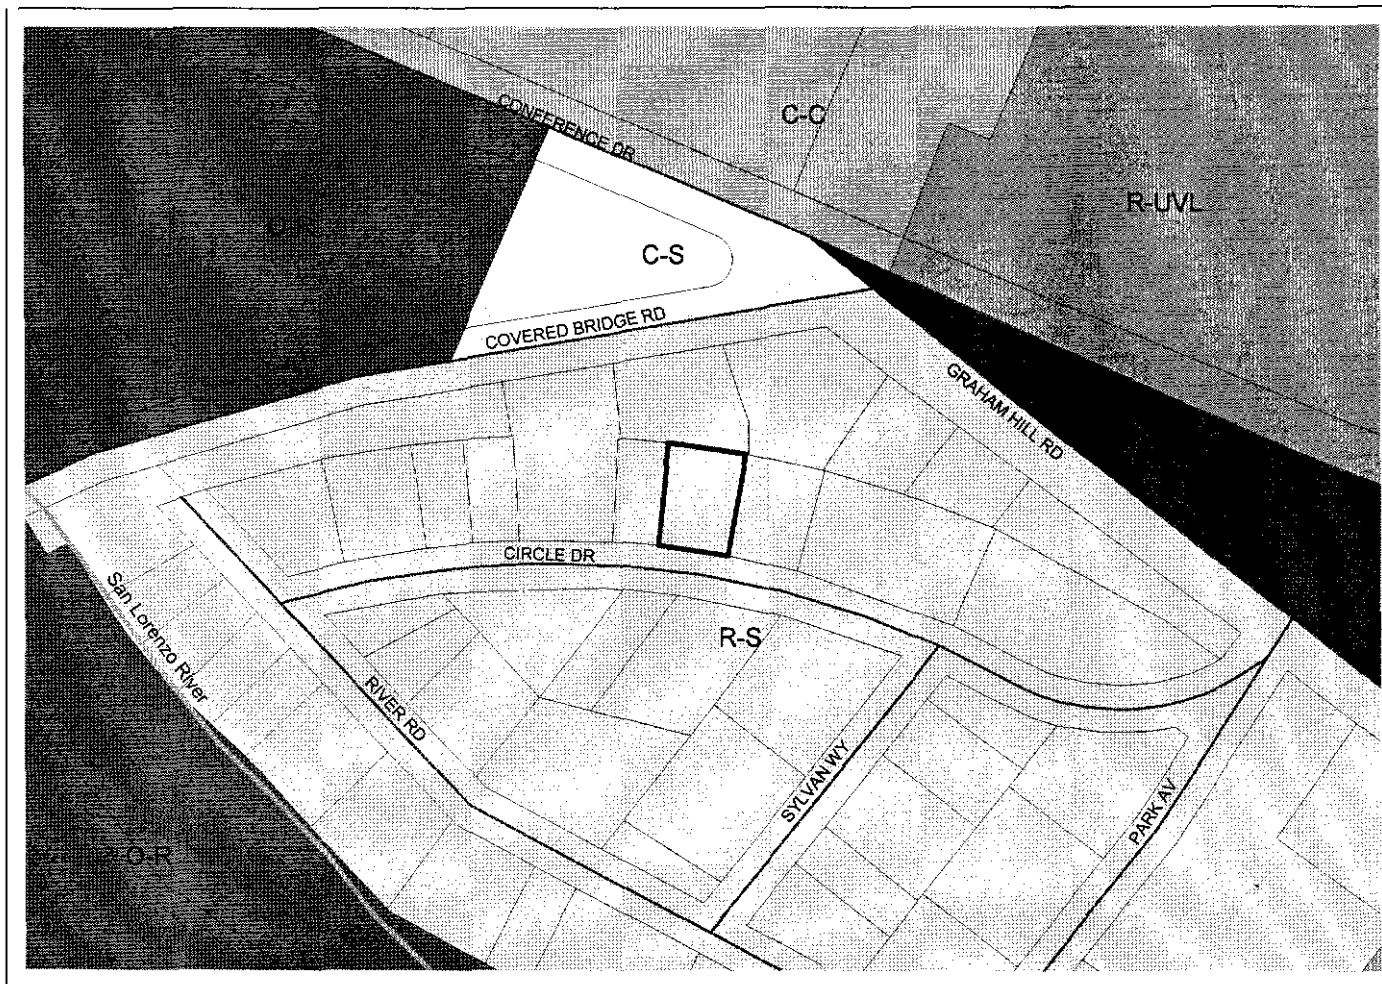 CONFERENCE DR
C-C
R-UVL
C-S
COVERED BRIDGE RD
GRAHAM HILL RD
CIRCLE DR
San Lorenzo River
R-S
RIVER RD
SYLVAN WY
PARK AV
O-R